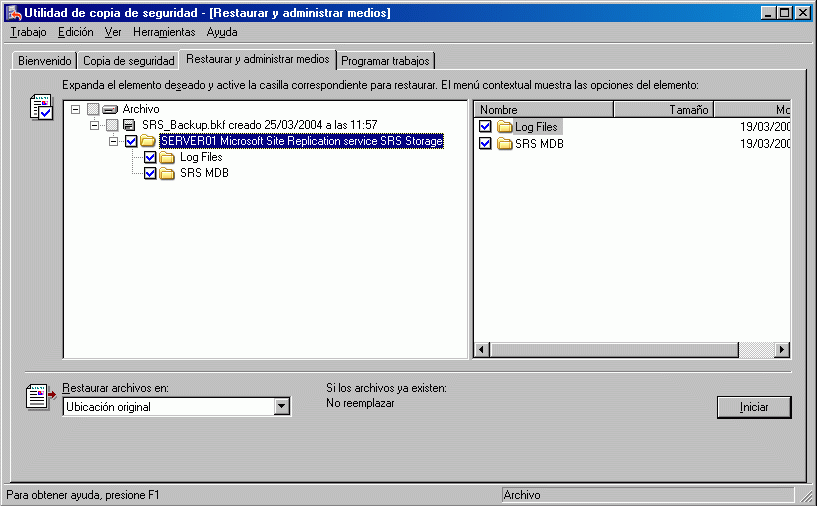 Utilidad de copia de seguridad - [Restaurar y administrar medios]
Trabajo Edición Ver Herramientas Ayuda
Bienvenido Copia de seguridad Restaurar y administrar medios Programar trabajos
Expanda el elemento deseado y active la casilla correspondiente para restaurar. El menú contextual muestra las opciones del elemento:
Archivo
SRS_Backup.bkf creado 25/03/2004 a las 11:57
SERVER01 Microsoft Site Replication service SRS Storage
Log Files
SRS MDB
Nombre Tamaño Mo
Log Files 19/03/200
SRS MDB 19/03/200
Restaurar archivos en:
Ubicación original
Si los archivos ya existen:
No reemplazar
Iniciar
Para obtener ayuda, presione F1
Archivo